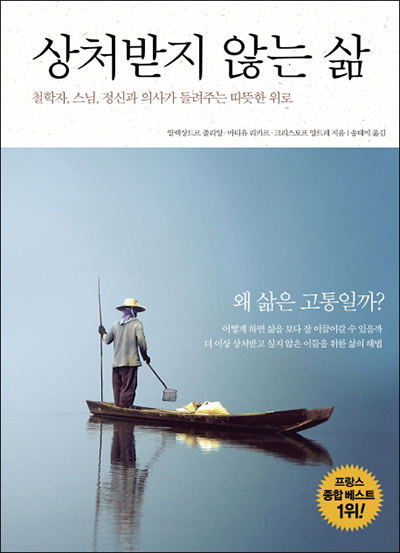 상처받지 않는 삶
철학자, 스님, 정신과 의사가 들려주는 따뜻한 위로
알렉상드르 졸리앙 · 마티유 리카르 · 크리스토프 앙드레 지음 | 송태미 옮김
왜 삶은 고통일까?
어떻게 하면 삶을 보다 잘 이끌어갈 수 있을까
더 이상 상처받고 싶지 않은 이들을 위한 삶의 해법
프랑스
종합 베스트
1위!